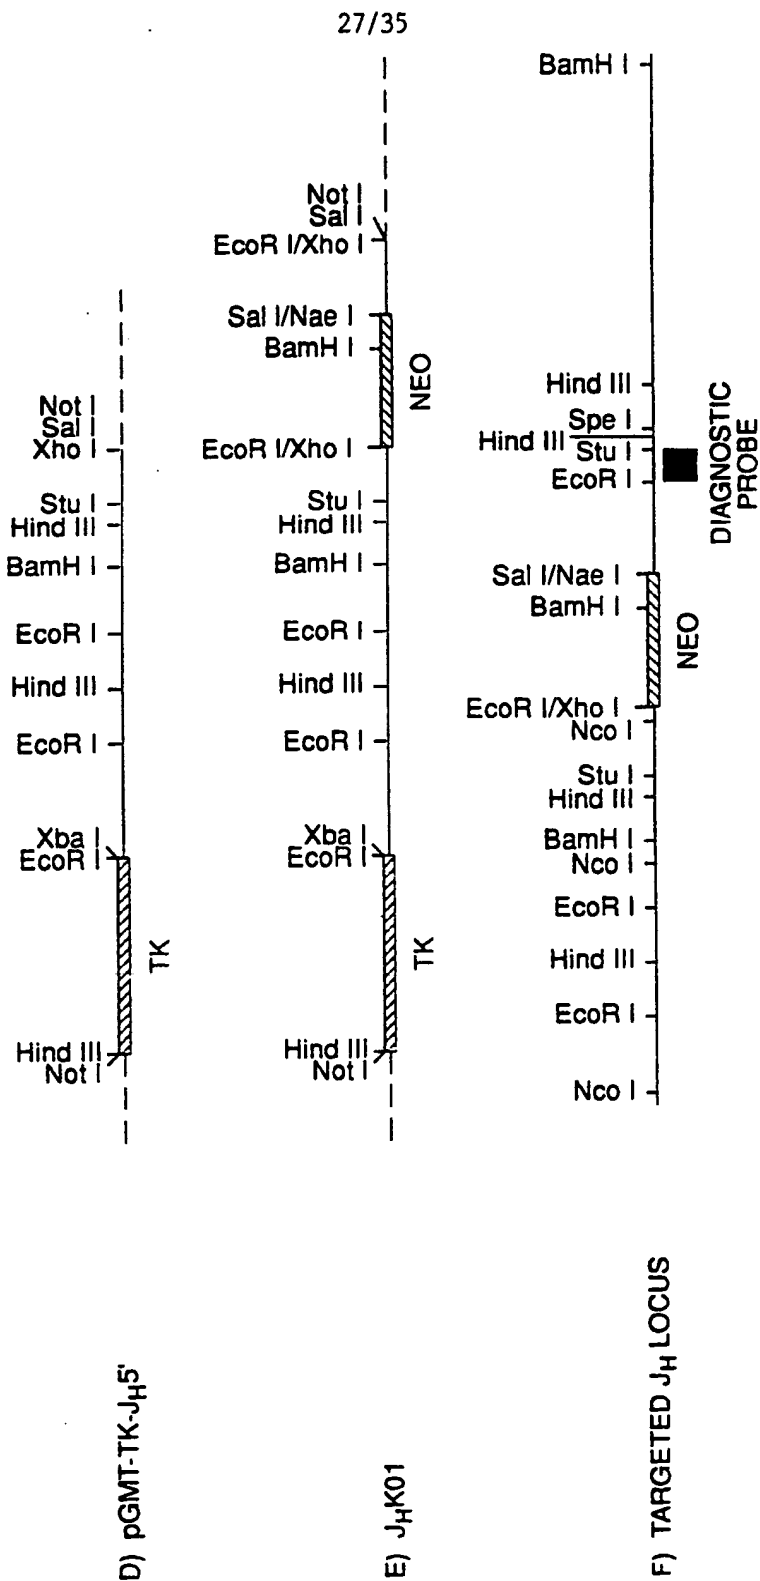 27/35
D) pGMT-TK-JH5'
Not I
Sal I
Xho I
Stu I
Hind III
BamH I
EcoR I
Hind III
EcoR I
Xba I
EcoR I
TK
Hind III
Not I
E) JHK01
Not I
Sal I
EcoR I/Xho I
Sal I/Nae I
BamH I
NEO
EcoR I/Xho I
Stu I
Hind III
BamH I
EcoR I
Hind III
EcoR I
Xba I
EcoR I
TK
Hind III
Not I
F) TARGETED JH LOCUS
BamH I
Hind III
Spe I
Hind III
Stu I
EcoR I
DIAGNOSTIC
PROBE
Sal I/Nae I
BamH I
NEO
EcoR I/Xho I
Nco I
Stu I
Hind III
BamH I
Nco I
EcoR I
Hind III
EcoR I
Nco I